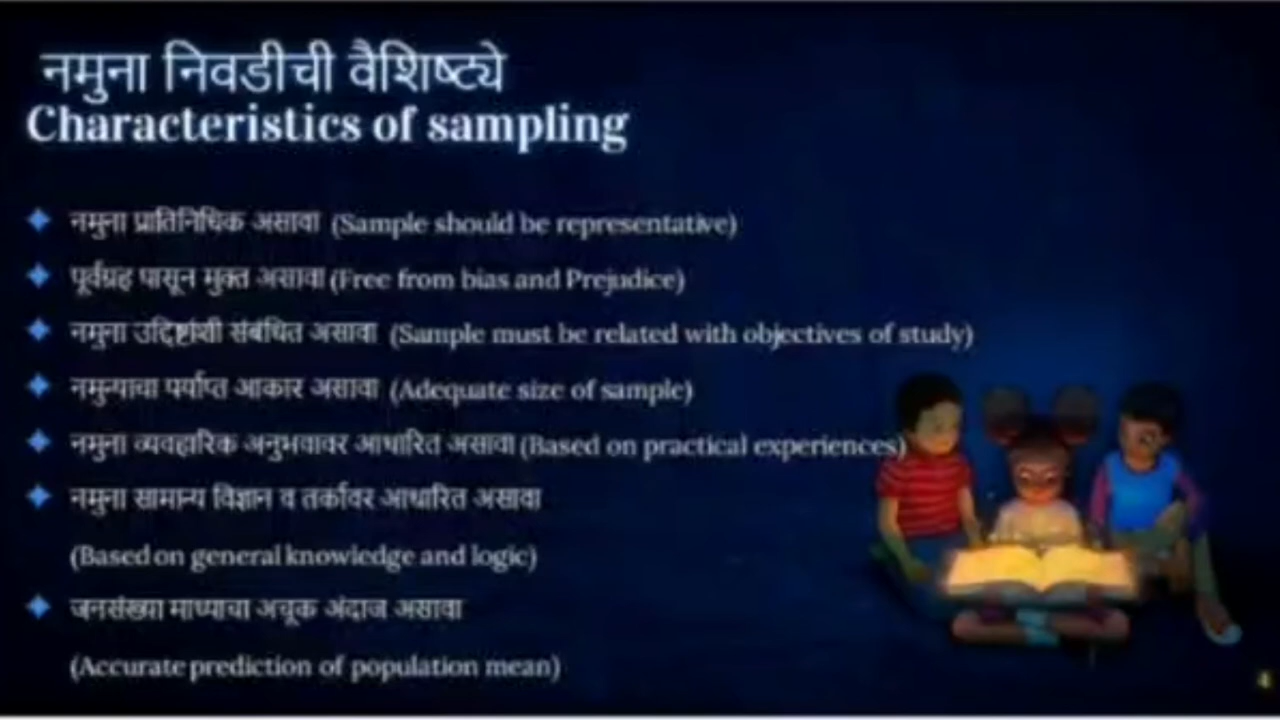 नमुना निवडीची वैशिष्ट्ये
Characteristics of sampling
नमुना प्रातिनिधिक असावा (Sample should be representative)
पूर्वग्रह पासून मुक्त असावा (Free from bias and Prejudice)
नमुना उद्दिष्टांशी संबंधित असावा (Sample must be related with objectives of study)
नमुन्याचा पर्याप्त आकार असावा (Adequate size of sample)
नमुना व्यवहारिक अनुभवावर आधारित असावा (Based on practical experiences)
नमुना सामान्य विज्ञान व तर्कावर आधारित असावा
(Based on general knowledge and logic)
जनसंख्या माध्याचा अचूक अंदाज असावा
(Accurate prediction of population mean)
4